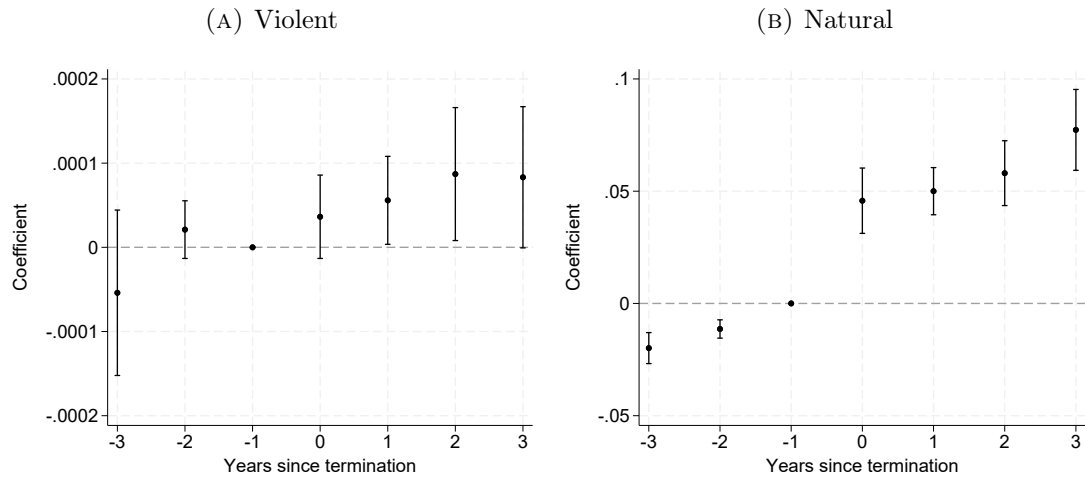 (A) Violent
(B) Natural
.0002
.0001
0
-.0001
-.0002
Coefficient
-3 -2 -1 0 1 2 3
Years since termination
.1
.05
0
-.05
Coefficient
-3 -2 -1 0 1 2 3
Years since termination